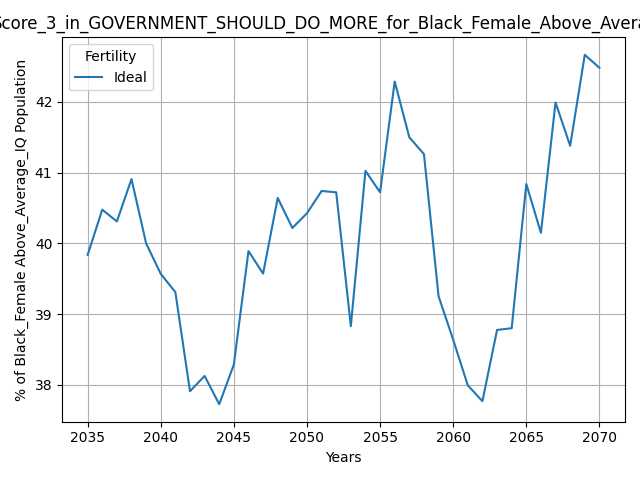 Score_3_in_GOVERNMENT_SHOULD_DO_MORE_for_Black_Female_Above_Avera
Fertility
Ideal
% of Black_Female Above_Average_IQ Population
42
41
40
39
38
2035 2040 2045 2050 2055 2060 2065 2070
Years